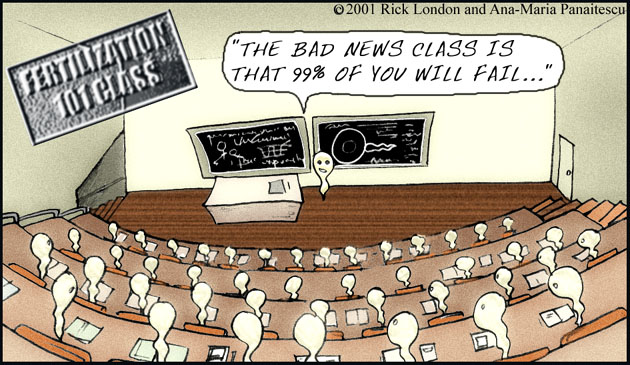 ©2001 Rick London and Ana-Maria Panaitescu
FERTILIZATION
101 CLASS
"THE BAD NEWS CLASS IS
THAT 99% OF YOU WILL FAIL..."